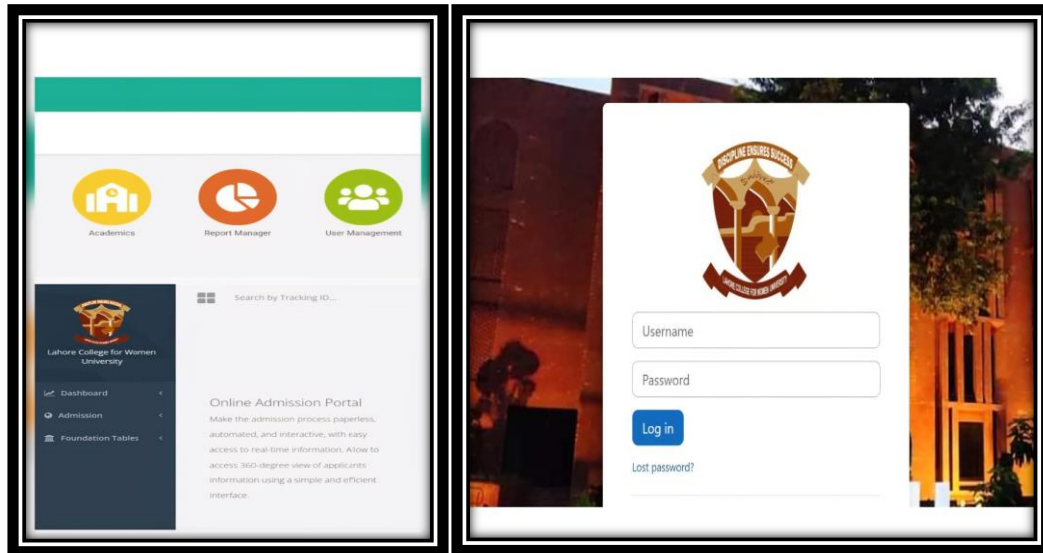 Academics
Report Manager
User Management
Search by Tracking ID...
Lahore College for Women
University
Dashboard
Admission
Foundation Tables
Online Admission Portal
Make the admission process paperless,
automated, and interactive, with easy
access to real-time information. Allow to
access 360-degree view of applicants
information using a simple and efficient
interface.
DISCIPLINE ENSURES SUCCESS
LAHORE COLLEGE FOR WOMEN UNIVERSITY
Username
Password
Log in
Lost password?